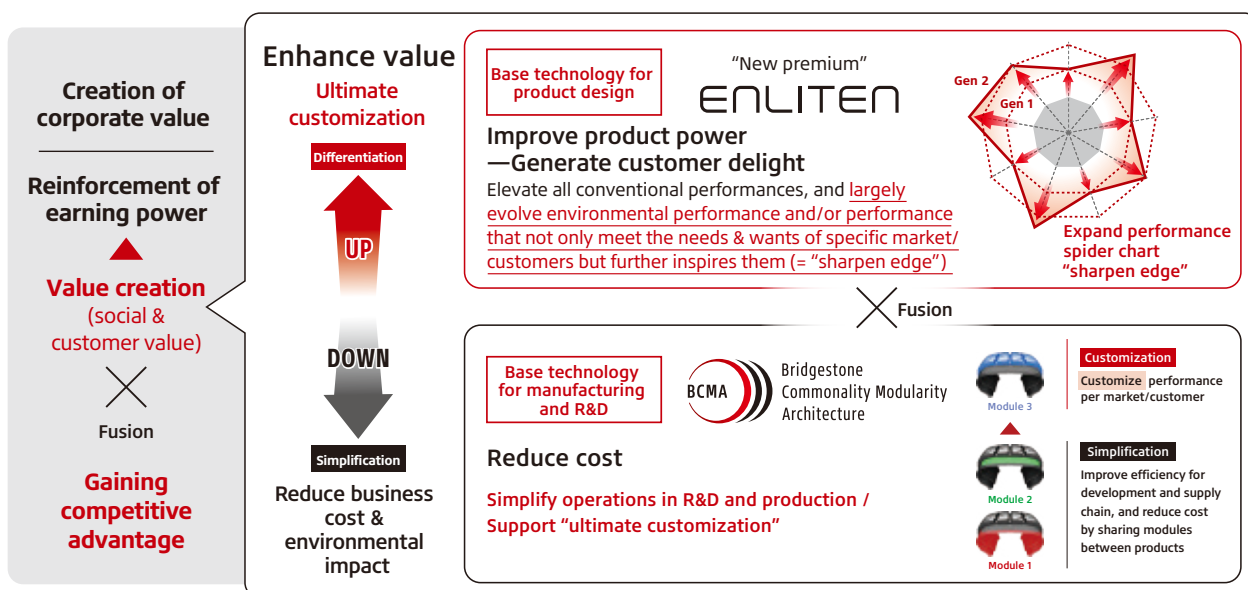 Creation of
corporate value
Reinforcement of
earning power
Value creation
(social &
customer value)
Fusion
Gaining
competitive
advantage
Enhance value
Ultimate
customization
Differentiation
UP
DOWN
Simplification
Reduce business
cost &
environmental
impact
Base technology for
product design
“New premium”
ENLITEN
Improve product power
—Generate customer delight
Elevate all conventional performances, and largely
evolve environmental performance and/or performance
that not only meet the needs & wants of specific market/
customers but further inspires them (= “sharpen edge”)
Gen 2
Gen 1
Expand performance
spider chart
“sharpen edge”
Fusion
Base technology
for manufacturing
and R&D
BCMA
Bridgestone
Commonality Modularity
Architecture
Reduce cost
Simplify operations in R&D and production /
Support “ultimate customization”
Module 3
Module 2
Module 1
Customization
Customize performance
per market/customer
Simplification
Improve efficiency for
development and supply
chain, and reduce cost
by sharing modules
between products